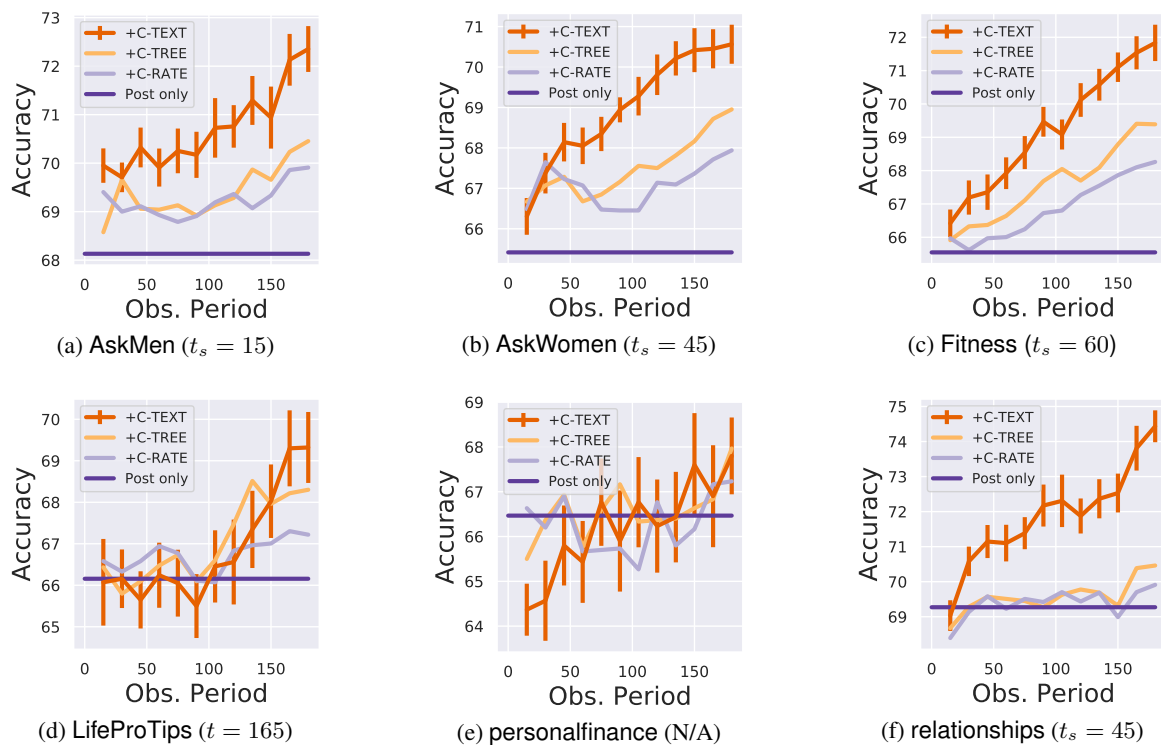 73
72
71
70
69
68
Accuracy
+C-TEXT
+C-TREE
+C-RATE
Post only
0 50 100 150
Obs. Period
(a) AskMen (t_s = 15)
71
70
69
68
67
66
Accuracy
+C-TEXT
+C-TREE
+C-RATE
Post only
0 50 100 150
Obs. Period
(b) AskWomen (t_s = 45)
72
71
70
69
68
67
66
Accuracy
+C-TEXT
+C-TREE
+C-RATE
Post only
0 50 100 150
Obs. Period
(c) Fitness (t_s = 60)
70
69
68
67
66
65
Accuracy
+C-TEXT
+C-TREE
+C-RATE
Post only
0 50 100 150
Obs. Period
(d) LifeProTips (t = 165)
69
68
67
66
65
64
Accuracy
+C-TEXT
+C-TREE
+C-RATE
Post only
0 50 100 150
Obs. Period
(e) personalfinance (N/A)
75
74
73
72
71
70
69
Accuracy
+C-TEXT
+C-TREE
+C-RATE
Post only
0 50 100 150
Obs. Period
(f) relationships (t_s = 45)